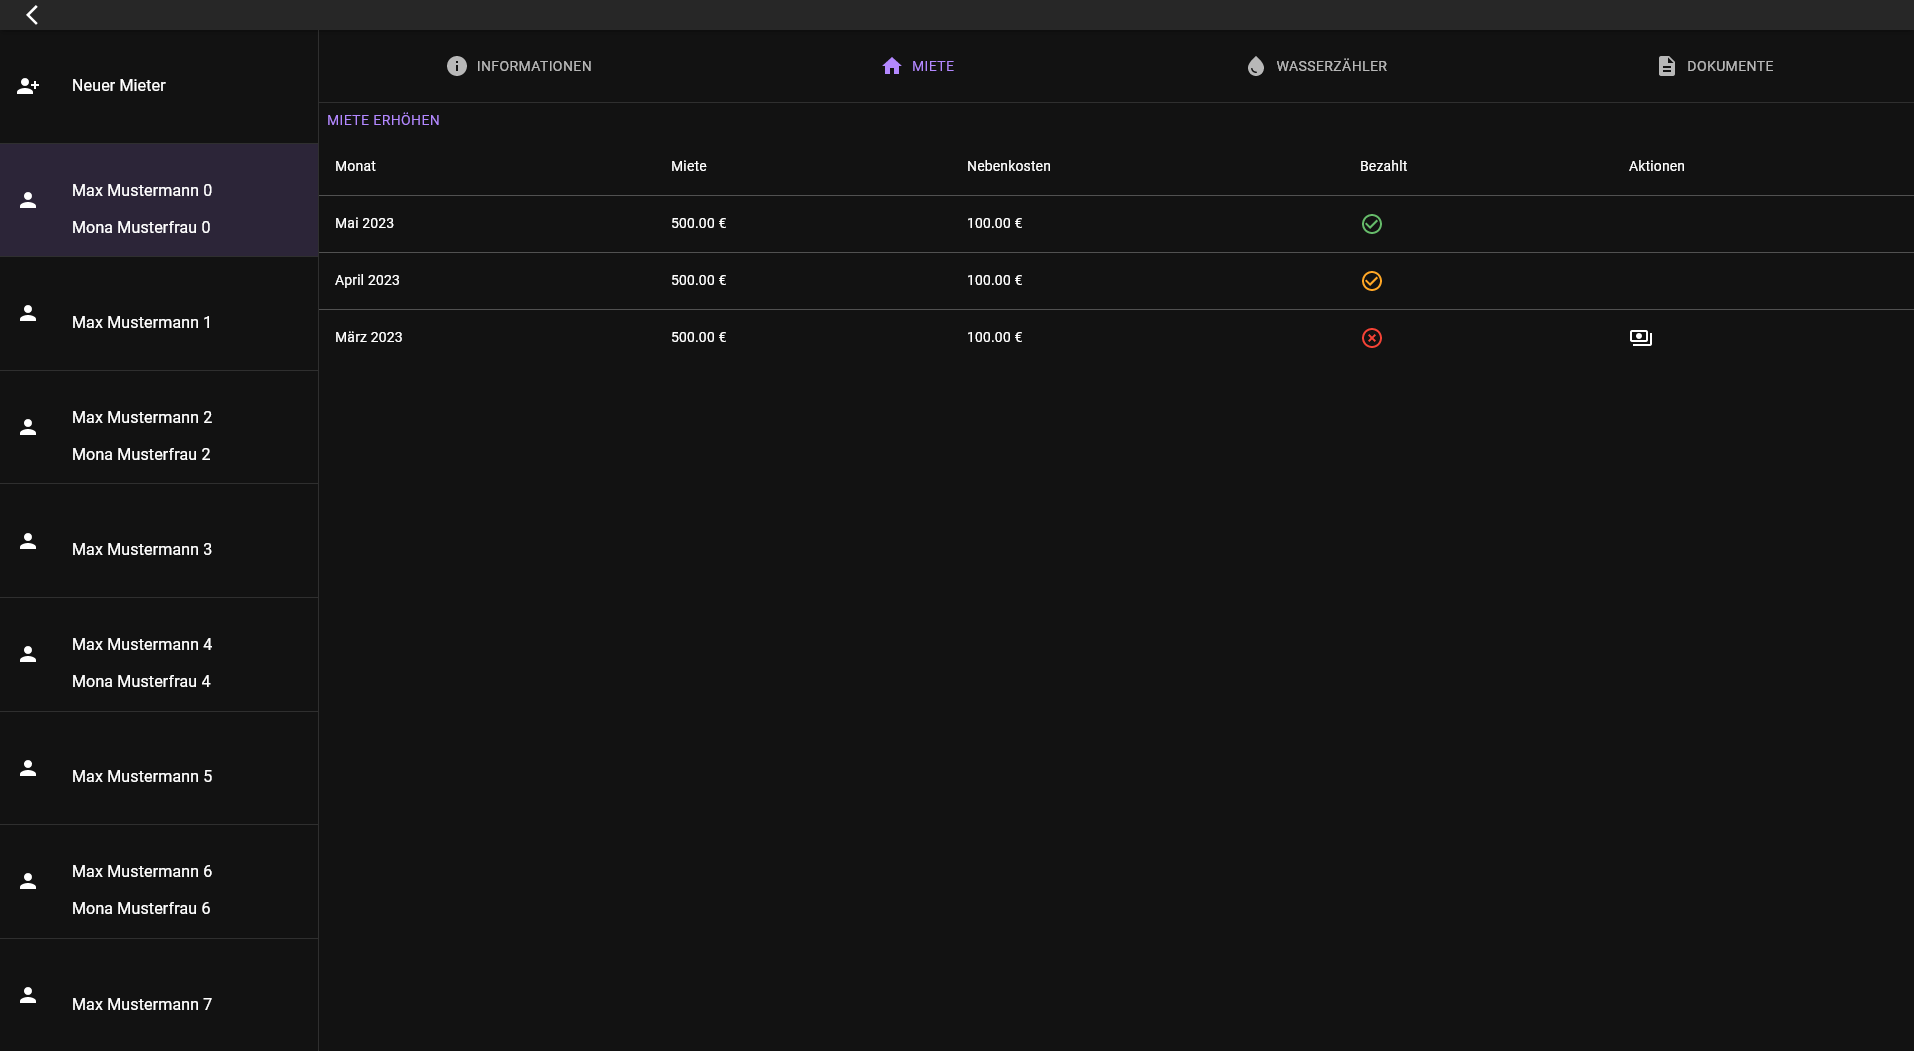 Neuer Mieter
Max Mustermann 0
Mona Musterfrau 0
Max Mustermann 1
Max Mustermann 2
Mona Musterfrau 2
Max Mustermann 3
Max Mustermann 4
Mona Musterfrau 4
Max Mustermann 5
Max Mustermann 6
Mona Musterfrau 6
Max Mustermann 7
INFORMATIONEN MIETE WASSERZÄHLER DOKUMENTE
MIETE ERHÖHEN
Monat Miete Nebenkosten Bezahlt Aktionen
Mai 2023 500.00 € 100.00 €
April 2023 500.00 € 100.00 €
März 2023 500.00 € 100.00 €